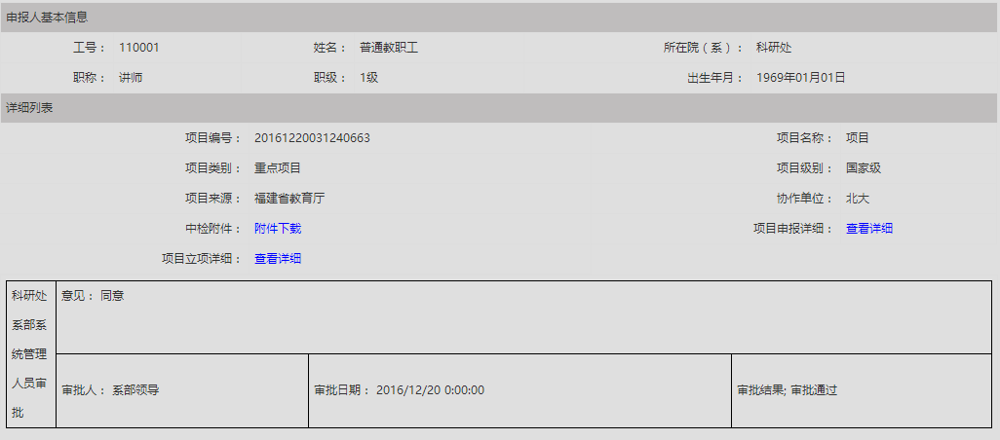 申报人基本信息
工号： 110001 姓名： 普通教职工 所在院（系）： 科研处
职称： 讲师 职级： 1级 出生年月： 1969年01月01日
详细列表
项目编号： 20161220031240663 项目名称： 项目
项目类别： 重点项目 项目级别： 国家级
项目来源： 福建省教育厅 协作单位： 北大
中检附件： 附件下载 项目申报详细： 查看详细
项目立项详细： 查看详细
科研处
系部系
统管理
人员审
批
意见： 同意
审批人： 系部领导 审批日期： 2016/12/20 0:00:00 审批结果; 审批通过